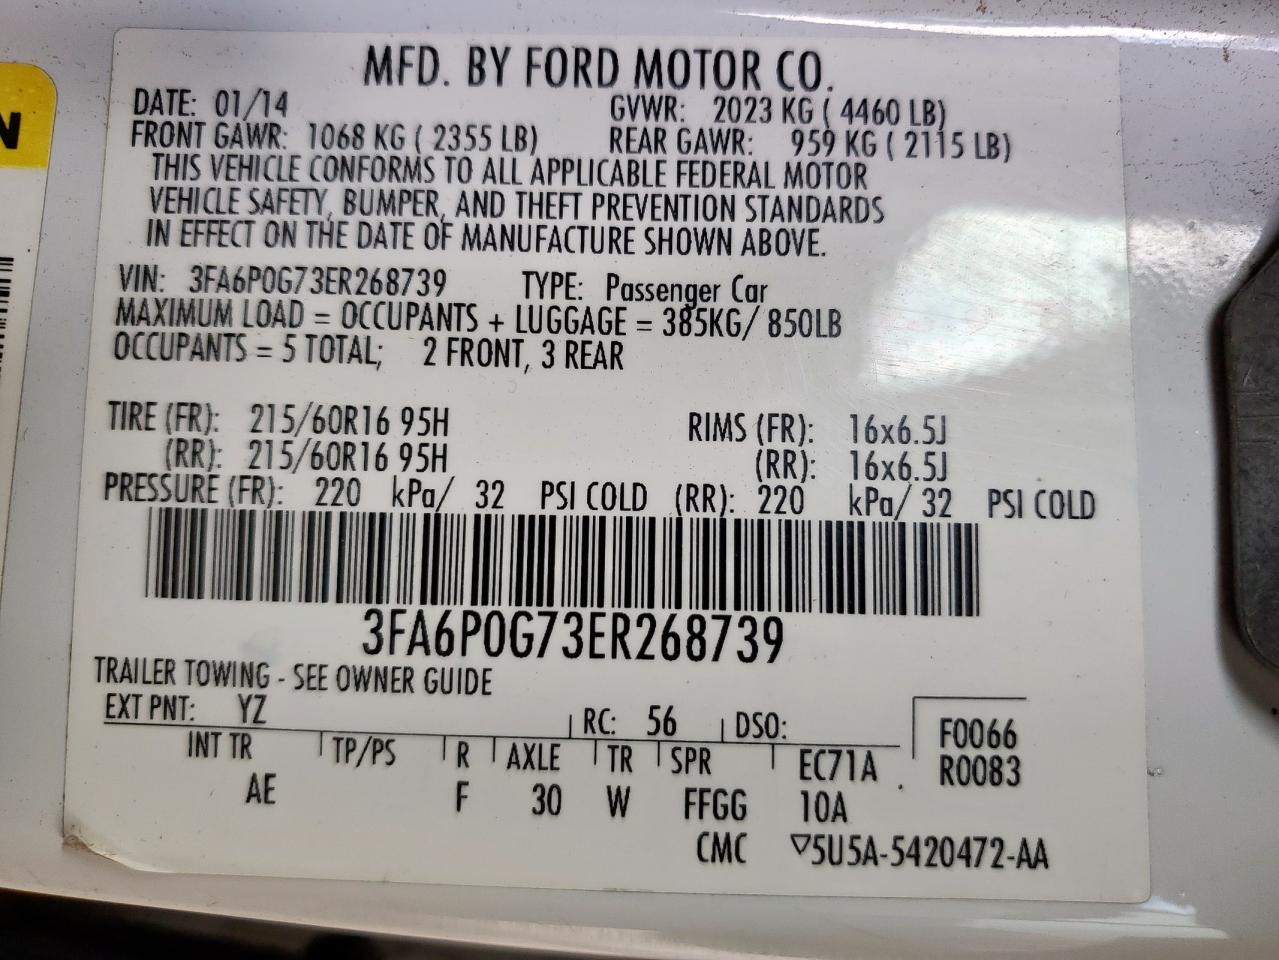 MFD. BY FORD MOTOR CO.
DATE: 01/14 GVWR: 2023 KG ( 4460 LB)
FRONT GAWR: 1068 KG ( 2355 LB) REAR GAWR: 959 KG ( 2115 LB)
THIS VEHICLE CONFORMS TO ALL APPLICABLE FEDERAL MOTOR
VEHICLE SAFETY, BUMPER, AND THEFT PREVENTION STANDARDS
IN EFFECT ON THE DATE OF MANUFACTURE SHOWN ABOVE.
VIN: 3FA6P0G73ER268739 TYPE: Passenger Car
MAXIMUM LOAD = OCCUPANTS + LUGGAGE = 385KG/ 850LB
OCCUPANTS = 5 TOTAL; 2 FRONT, 3 REAR
TIRE (FR): 215/60R16 95H RIMS (FR): 16x6.5J
(RR): 215/60R16 95H (RR): 16x6.5J
PRESSURE (FR): 220 kPa/ 32 PSI COLD (RR): 220 kPa/ 32 PSI COLD
3FA6P0G73ER268739
TRAILER TOWING - SEE OWNER GUIDE
EXT PNT: YZ RC: 56 DSO: F0066
INT TR TP/PS R AXLE TR SPR EC71A R0083
AE F 30 W FFGG 10A
CMC ▽5U5A-5420472-AA
N